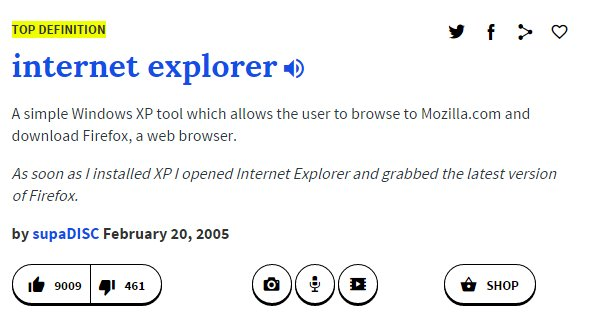 TOP DEFINITION
internet explorer
A simple Windows XP tool which allows the user to browse to Mozilla.com and
download Firefox, a web browser.
As soon as I installed XP I opened Internet Explorer and grabbed the latest version
of Firefox.
by supaDISC February 20, 2005
9009 461 SHOP